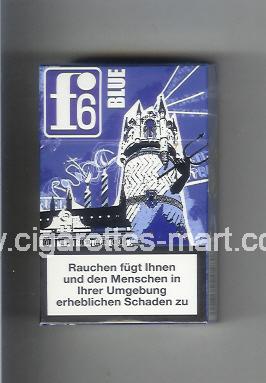 f6
BLUE
www.cigarettes-mart.com
Rauchen fügt Ihnen
und den Menschen in
Ihrer Umgebung
erheblichen Schaden zu